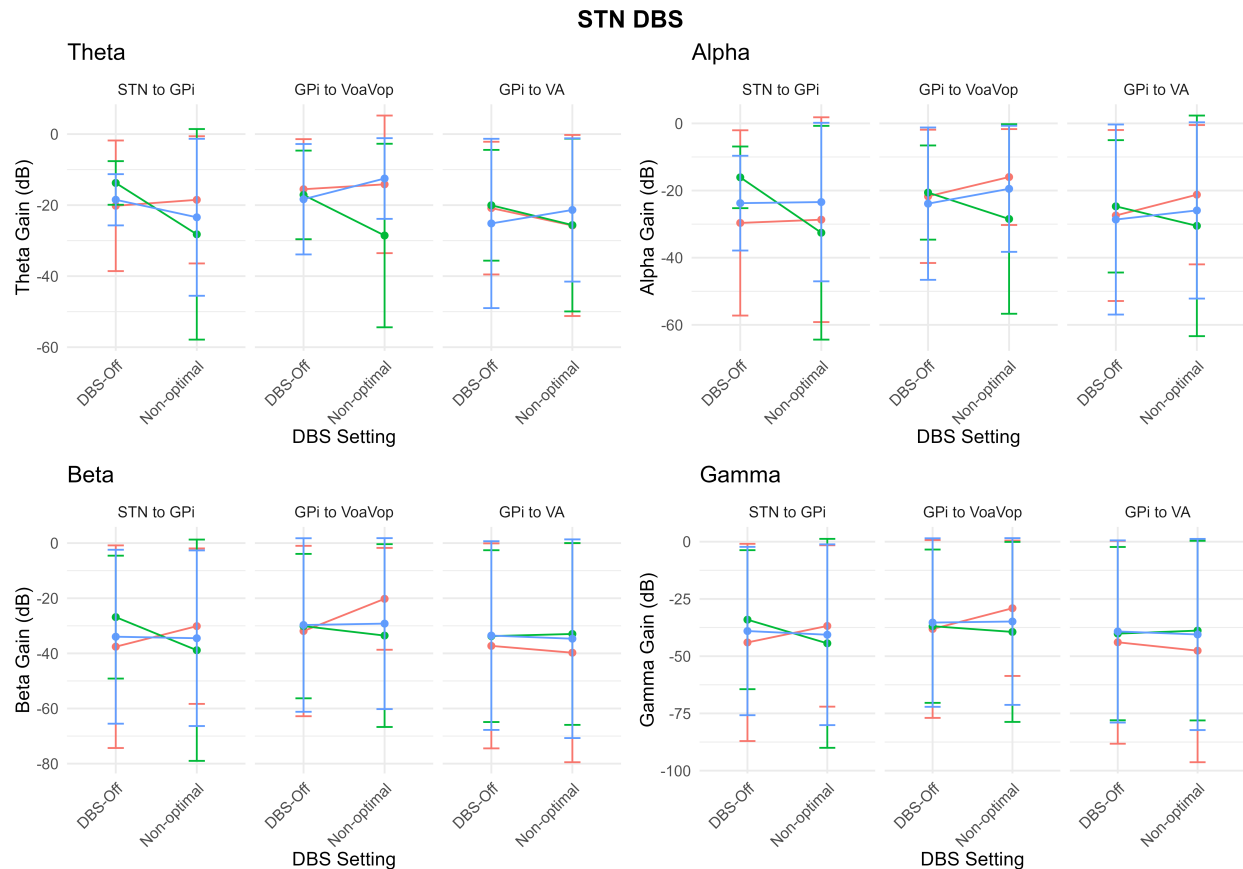 STN DBS
Theta
STN to GPi GPi to VoaVop GPi to VA
Theta Gain (dB)
0
-20
-40
-60
DBS-Off Non-optimal DBS-Off Non-optimal DBS-Off Non-optimal
DBS Setting
Alpha
STN to GPi GPi to VoaVop GPi to VA
Alpha Gain (dB)
0
-20
-40
-60
DBS-Off Non-optimal DBS-Off Non-optimal DBS-Off Non-optimal
DBS Setting
Beta
STN to GPi GPi to VoaVop GPi to VA
Beta Gain (dB)
0
-20
-40
-60
-80
DBS-Off Non-optimal DBS-Off Non-optimal DBS-Off Non-optimal
DBS Setting
Gamma
STN to GPi GPi to VoaVop GPi to VA
Gamma Gain (dB)
0
-25
-50
-75
-100
DBS-Off Non-optimal DBS-Off Non-optimal DBS-Off Non-optimal
DBS Setting